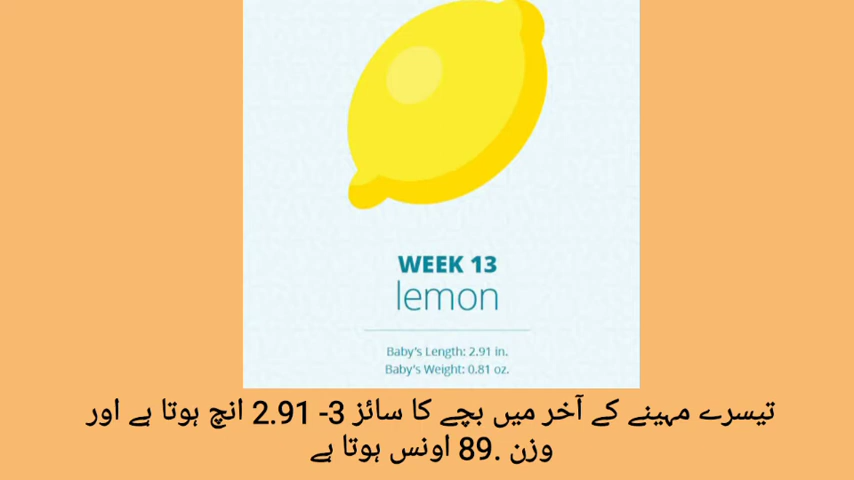 WEEK 13
lemon
Baby's Length: 2.91 in.
Baby's Weight: 0.81 oz.
تیسرے مہینے کے آخر میں بچے کا سائز 3- 2.91 انچ ہوتا ہے اور
وزن .89 اونس ہوتا ہے